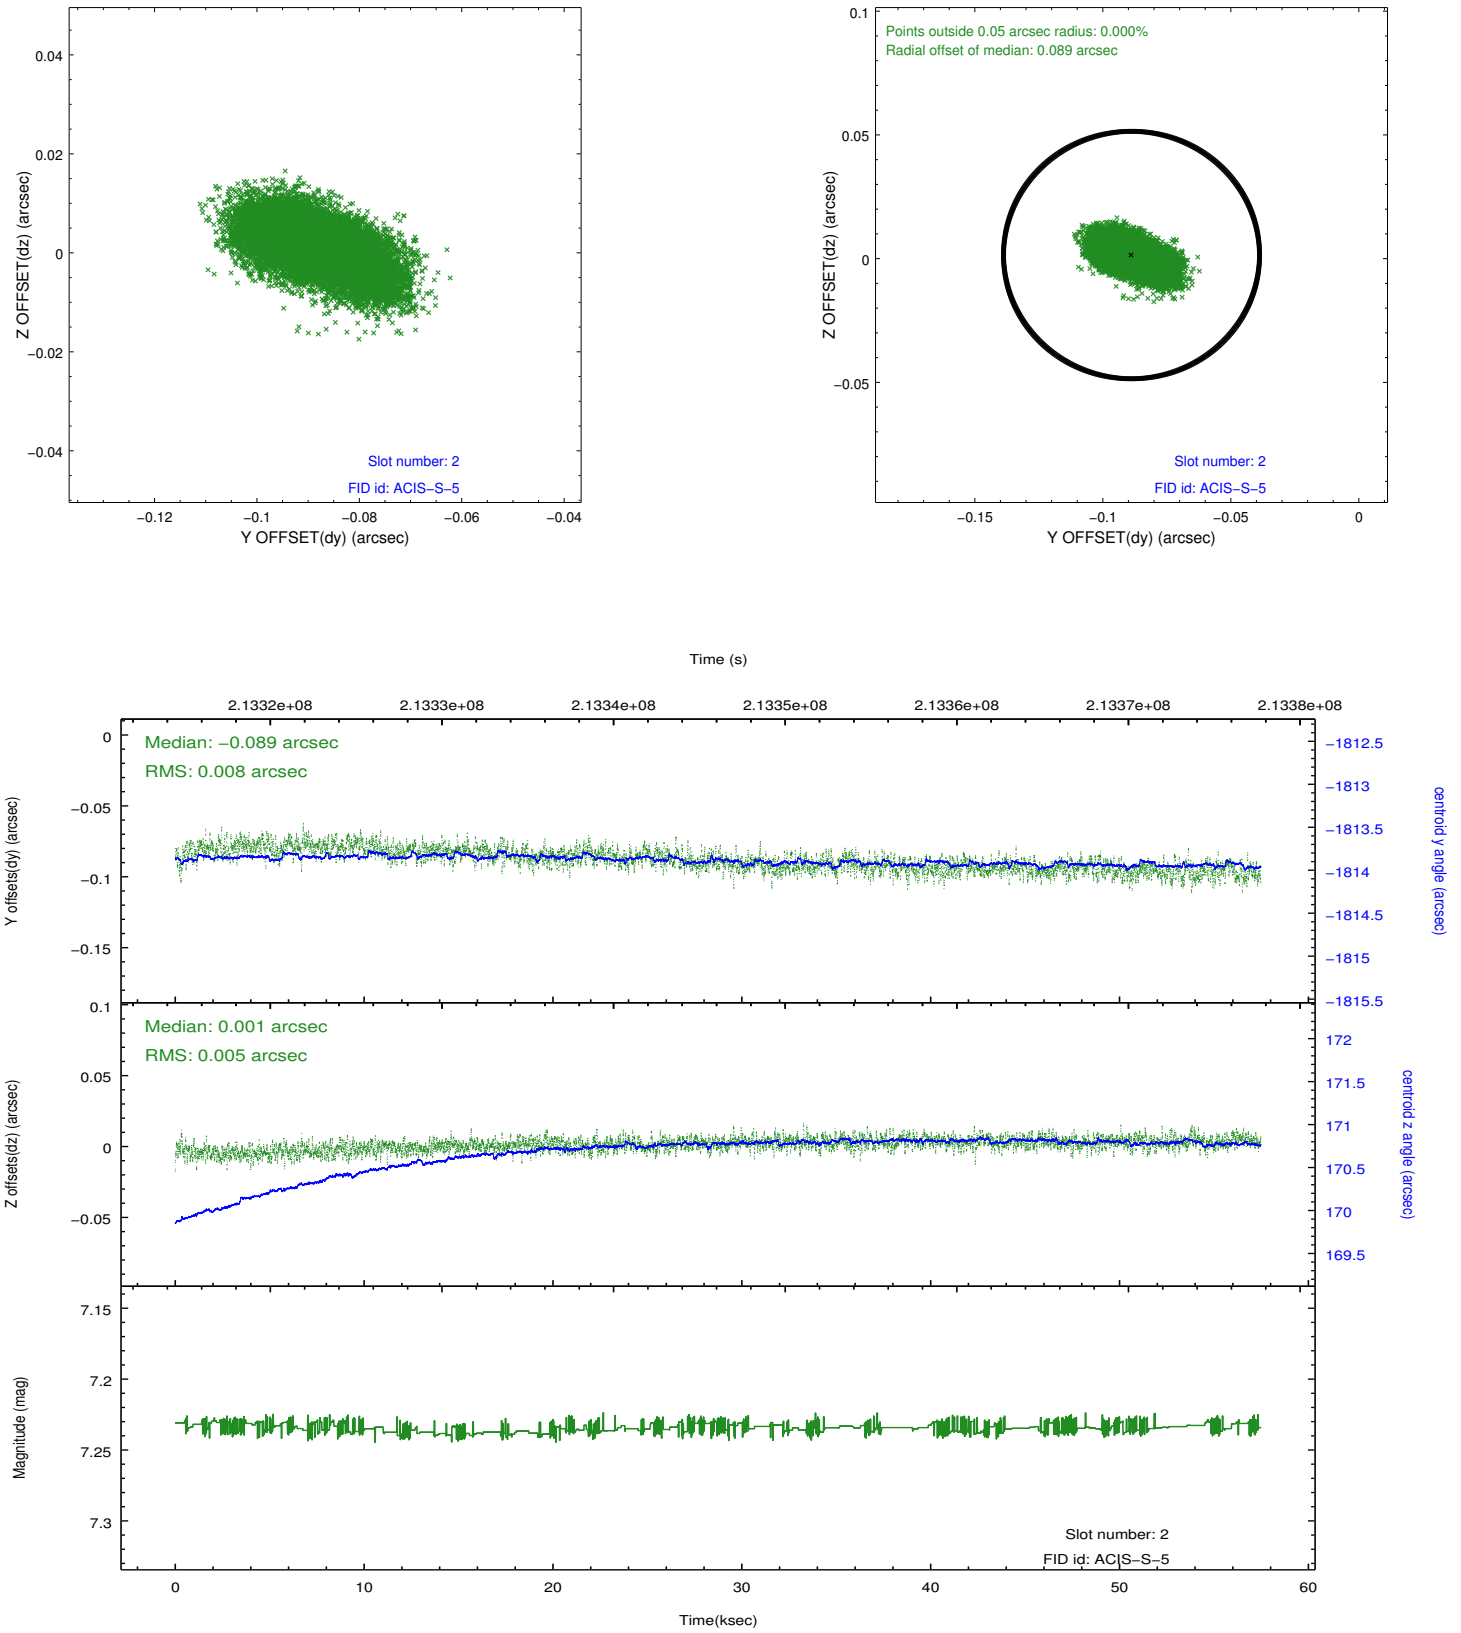 0.04
0.02
0
−0.02
−0.04
Z OFFSET(dz) (arcsec)
Slot number: 2
FID id: ACIS−S−5
−0.12
−0.1
−0.08
−0.06
−0.04
Y OFFSET(dy) (arcsec)
0.1
0.05
0
−0.05
Z OFFSET(dz) (arcsec)
Points outside 0.05 arcsec radius: 0.000%
Radial offset of median: 0.089 arcsec
Slot number: 2
FID id: ACIS−S−5
−0.15
−0.1
−0.05
0
Y OFFSET(dy) (arcsec)
Time (s)
2.1332e+08
2.1333e+08
2.1334e+08
2.1335e+08
2.1336e+08
2.1337e+08
2.1338e+08
0
−0.05
−0.1
−0.15
Y offsets(dy) (arcsec)
Median: −0.089 arcsec
RMS: 0.008 arcsec
−1812.5
−1813
−1813.5
−1814
−1814.5
−1815
−1815.5
centroid y angle (arcsec)
0.1
0.05
0
−0.05
Z offsets(dz) (arcsec)
Median: 0.001 arcsec
RMS: 0.005 arcsec
172
171.5
171
170.5
170
169.5
centroid z angle (arcsec)
7.15
7.2
7.25
7.3
Magnitude (mag)
Slot number: 2
FID id: ACIS−S−5
0
10
20
30
40
50
60
Time(ksec)